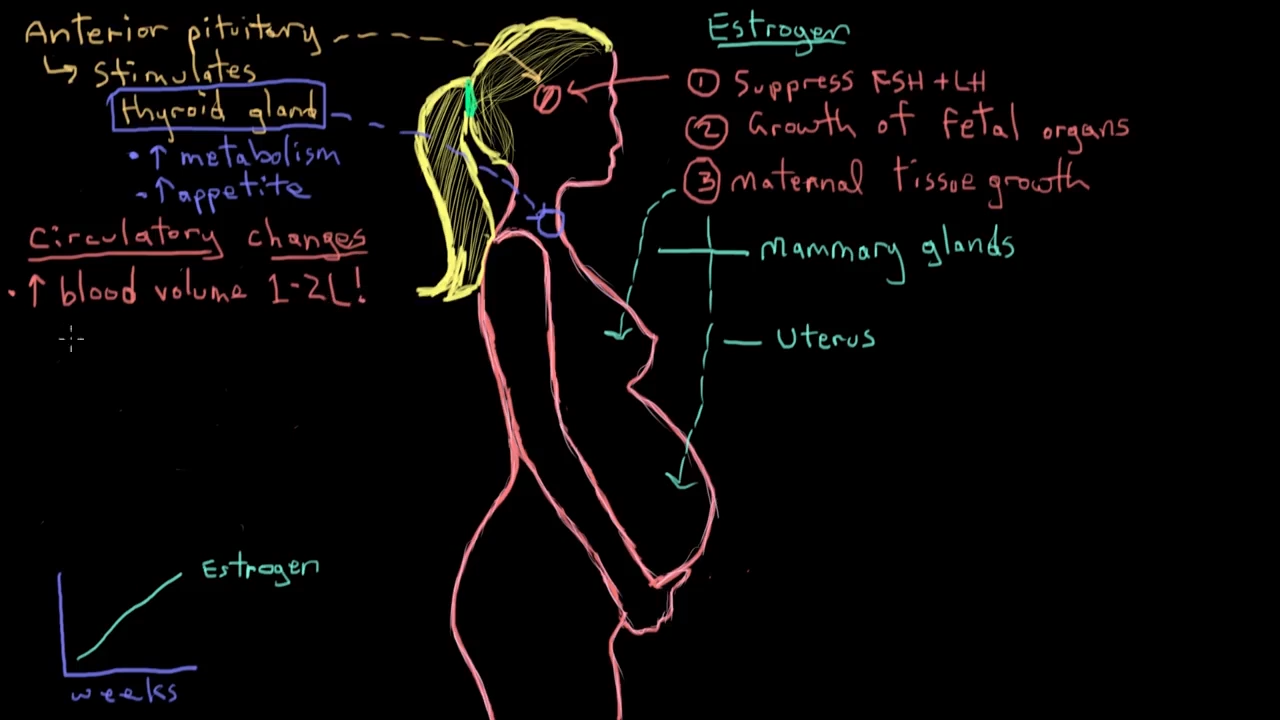 Anterior pituitary
↳ stimulates
thyroid gland
• ↑ metabolism
- ↑ appetite
Circulatory changes
• ↑ blood volume 1-2L!
Estrogen
① Suppress FSH + LH
② Growth of fetal organs
③ Maternal tissue growth
Mammary glands
Uterus
Estrogen
weeks